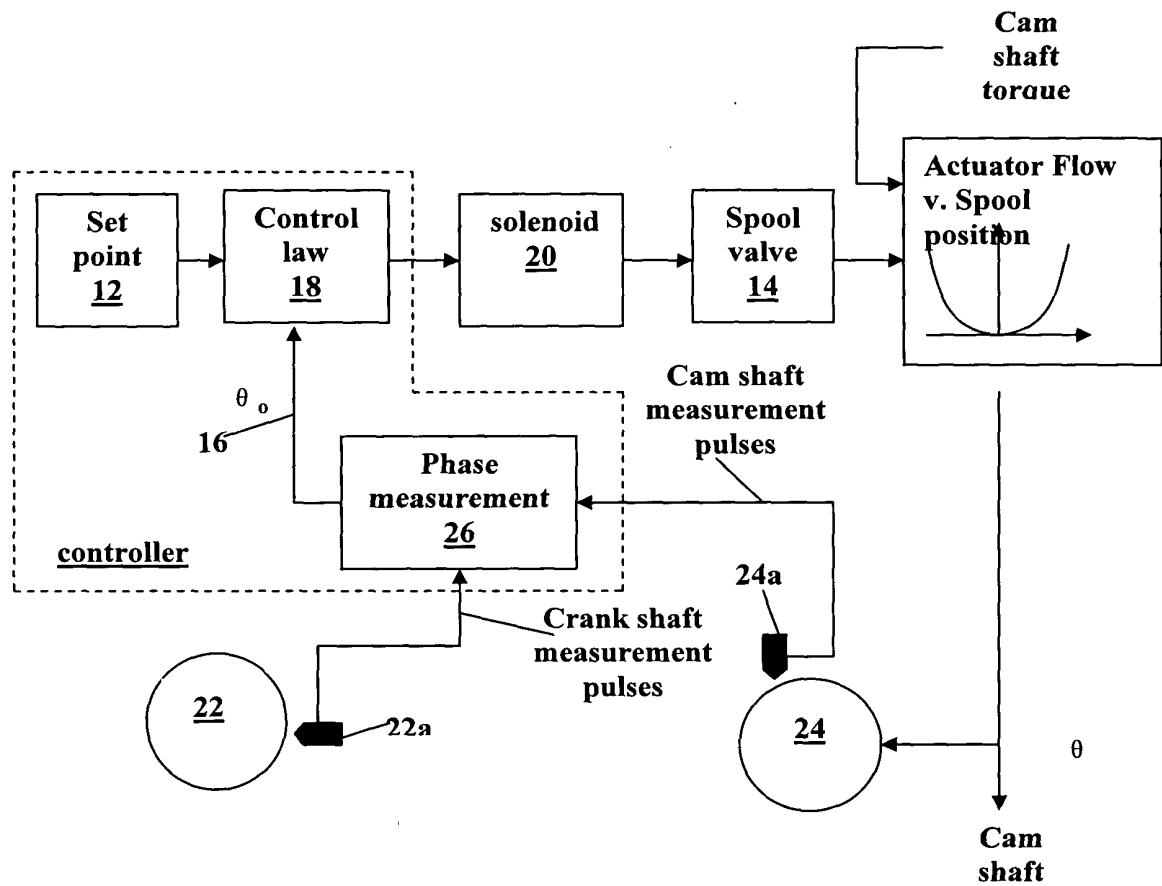 Cam
shaft
torque
Set
point
12
Control
law
18
solenoid
20
Spool
valve
14
Actuator Flow
v. Spool
position
θ o
16
Phase
measurement
26
controller
Cam shaft
measurement
pulses
24a
Crank shaft
measurement
pulses
22
22a
24
θ
Cam
shaft